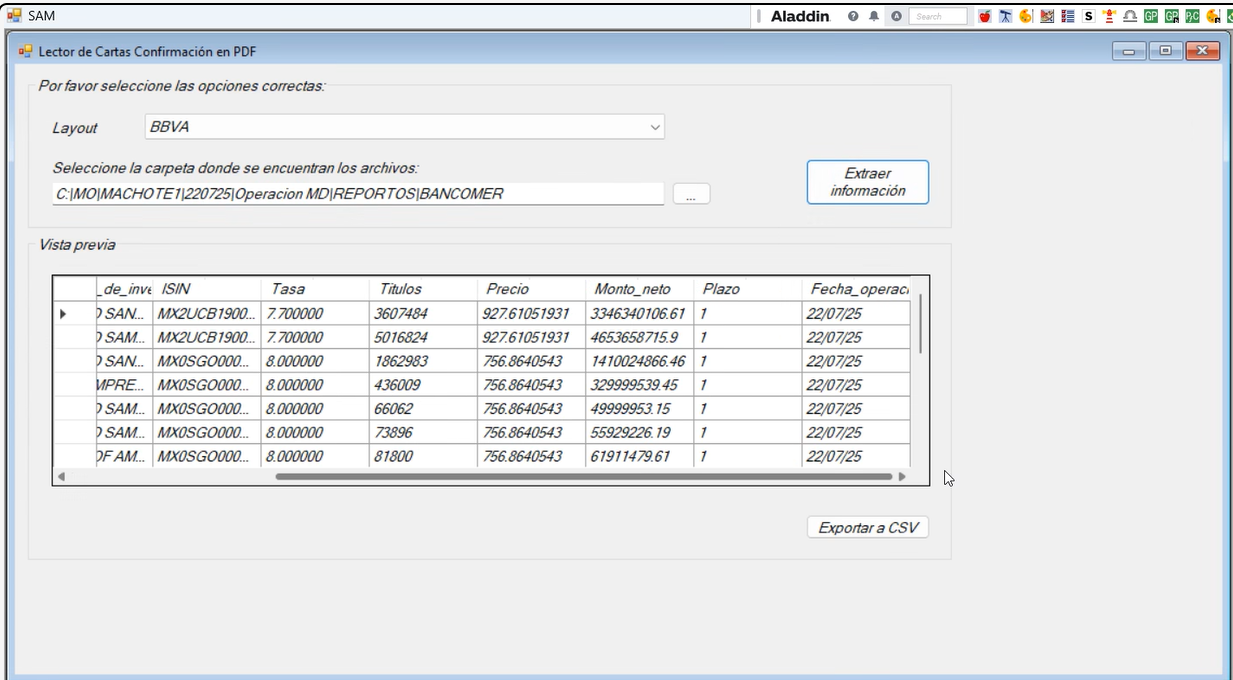 SAM
Aladdin Search S GP GP PC
Lector de Cartas Confirmación en PDF
Por favor seleccione las opciones correctas:
Layout BBVA
Seleccione la carpeta donde se encuentran los archivos:
C:\MO\MACHOTE1\220725\Operacion MD\REPORTOS\BANCOMER ...
Extraer
información
Vista previa
_de_inve ISIN Tasa Titulos Precio Monto_neto Plazo Fecha_operaci
O SAN... MX2UCB1900... 7.700000 3607484 927.61051931 3346340106.61 1 22/07/25
O SAM... MX2UCB1900... 7.700000 5016824 927.61051931 4653658715.9 1 22/07/25
O SAN... MX0SGO000... 8.000000 1862983 756.8640543 1410024866.46 1 22/07/25
MPRE... MX0SGO000... 8.000000 436009 756.8640543 329999539.45 1 22/07/25
O SAM... MX0SGO000... 8.000000 66062 756.8640543 49999953.15 1 22/07/25
O SAM... MX0SGO000... 8.000000 73896 756.8640543 55929226.19 1 22/07/25
OF AM... MX0SGO000... 8.000000 81800 756.8640543 61911479.61 1 22/07/25
Exportar a CSV